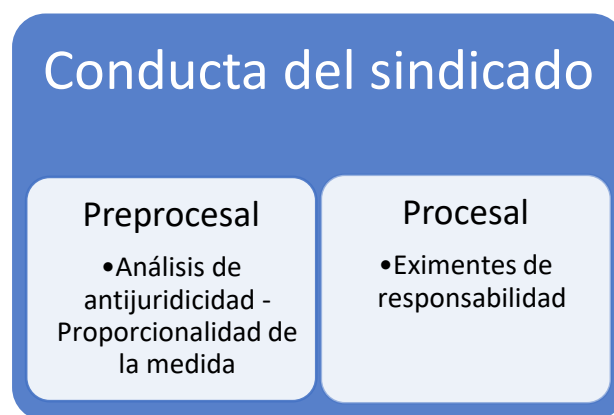 Conducta del sindicado
Preprocesal
•Análisis de
antijuridicidad -
Proporcionalidad de
la medida
Procesal
•Eximentes de
responsabilidad